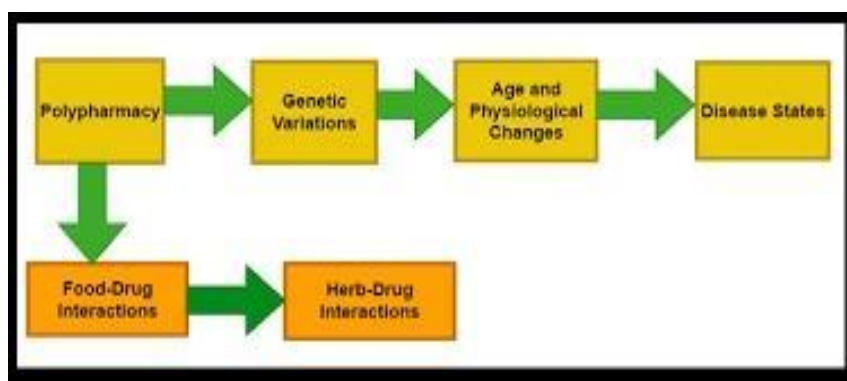 Polypharmacy
Genetic
Variations
Age and
Physiological
Changes
Disease States
Food-Drug
Interactions
Herb-Drug
Interactions